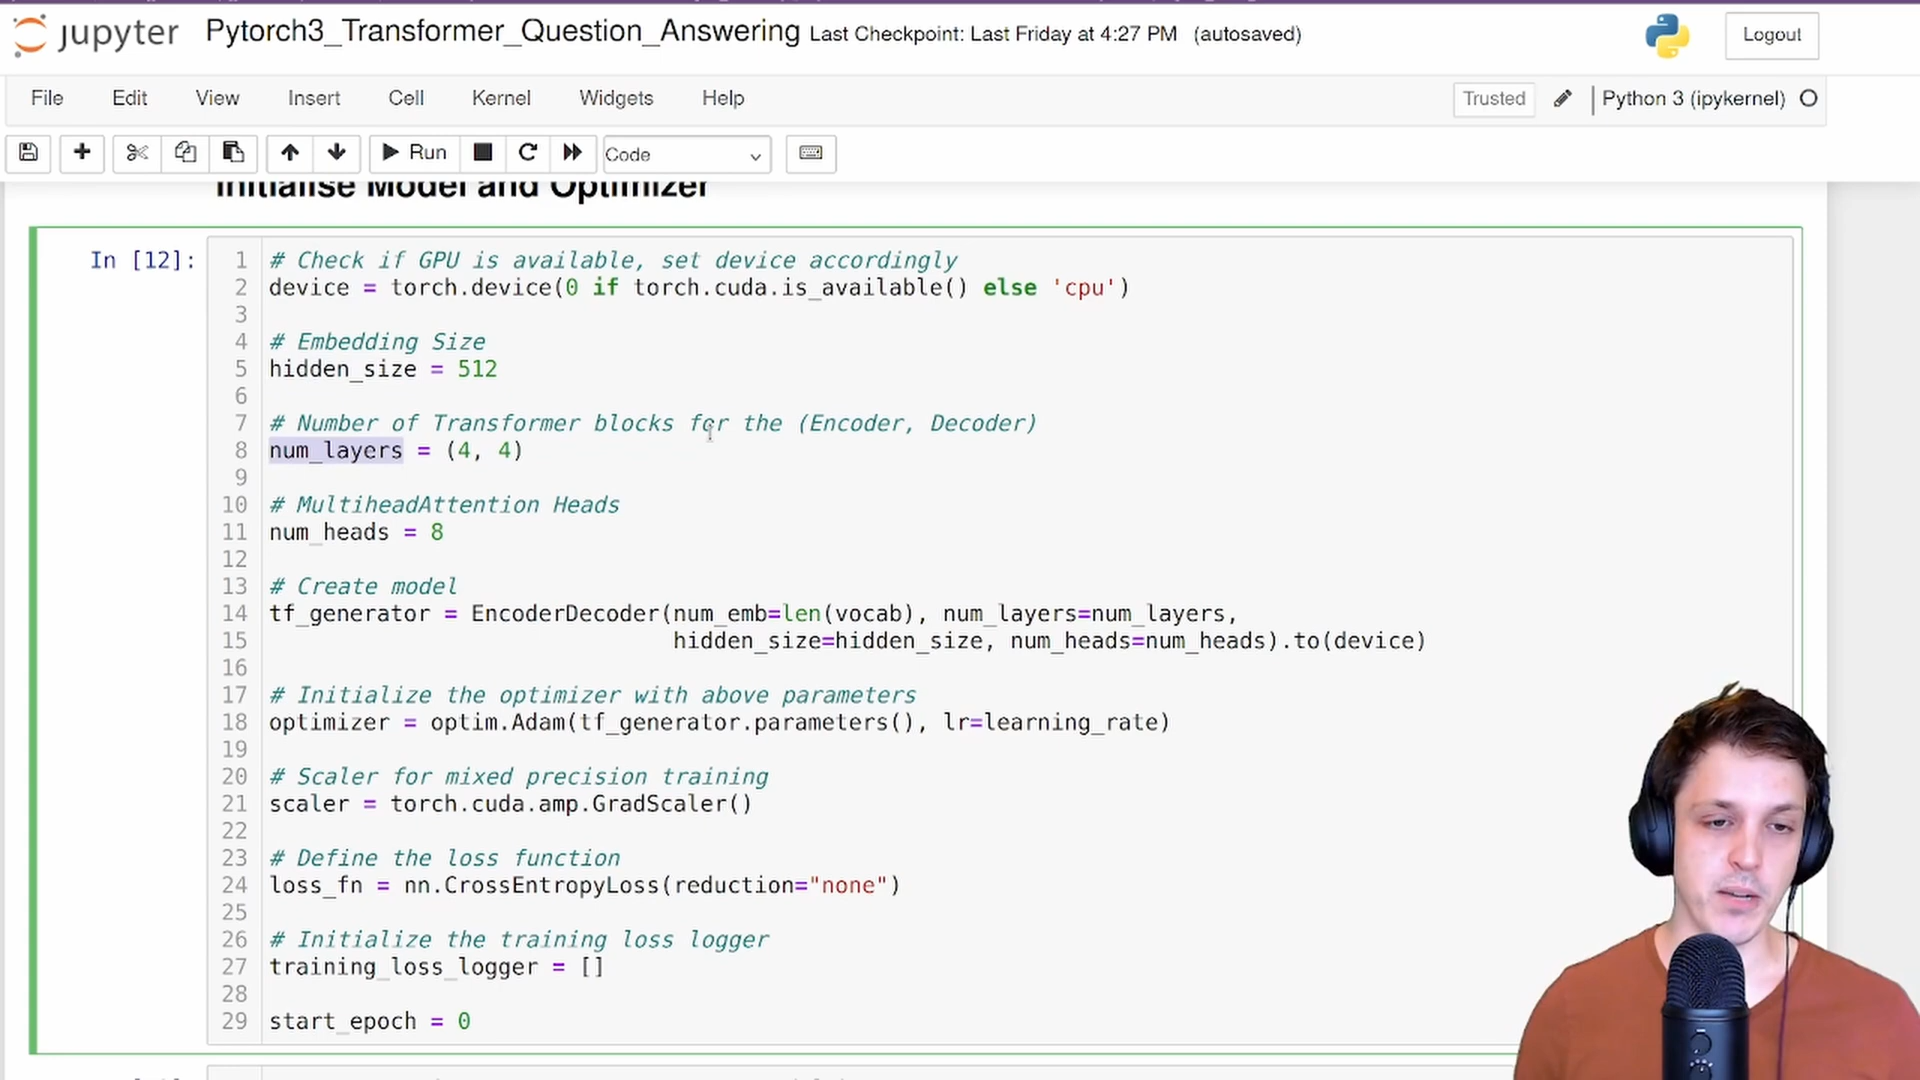 jupyter Pytorch3_Transformer_Question_Answering Last Checkpoint: Last Friday at 4:27 PM (autosaved) Logout
File Edit View Insert Cell Kernel Widgets Help Trusted Python 3 (ipykernel)
Run Code
Initialise Model and Optimizer
In [12]:
1 # Check if GPU is available, set device accordingly
2 device = torch.device(0 if torch.cuda.is_available() else 'cpu')
3
4 # Embedding Size
5 hidden_size = 512
6
7 # Number of Transformer blocks for the (Encoder, Decoder)
8 num_layers = (4, 4)
9
10 # MultiheadAttention Heads
11 num_heads = 8
12
13 # Create model
14 tf_generator = EncoderDecoder(num_emb=len(vocab), num_layers=num_layers,
15 hidden_size=hidden_size, num_heads=num_heads).to(device)
16
17 # Initialize the optimizer with above parameters
18 optimizer = optim.Adam(tf_generator.parameters(), lr=learning_rate)
19
20 # Scaler for mixed precision training
21 scaler = torch.cuda.amp.GradScaler()
22
23 # Define the loss function
24 loss_fn = nn.CrossEntropyLoss(reduction="none")
25
26 # Initialize the training loss logger
27 training_loss_logger = []
28
29 start_epoch = 0